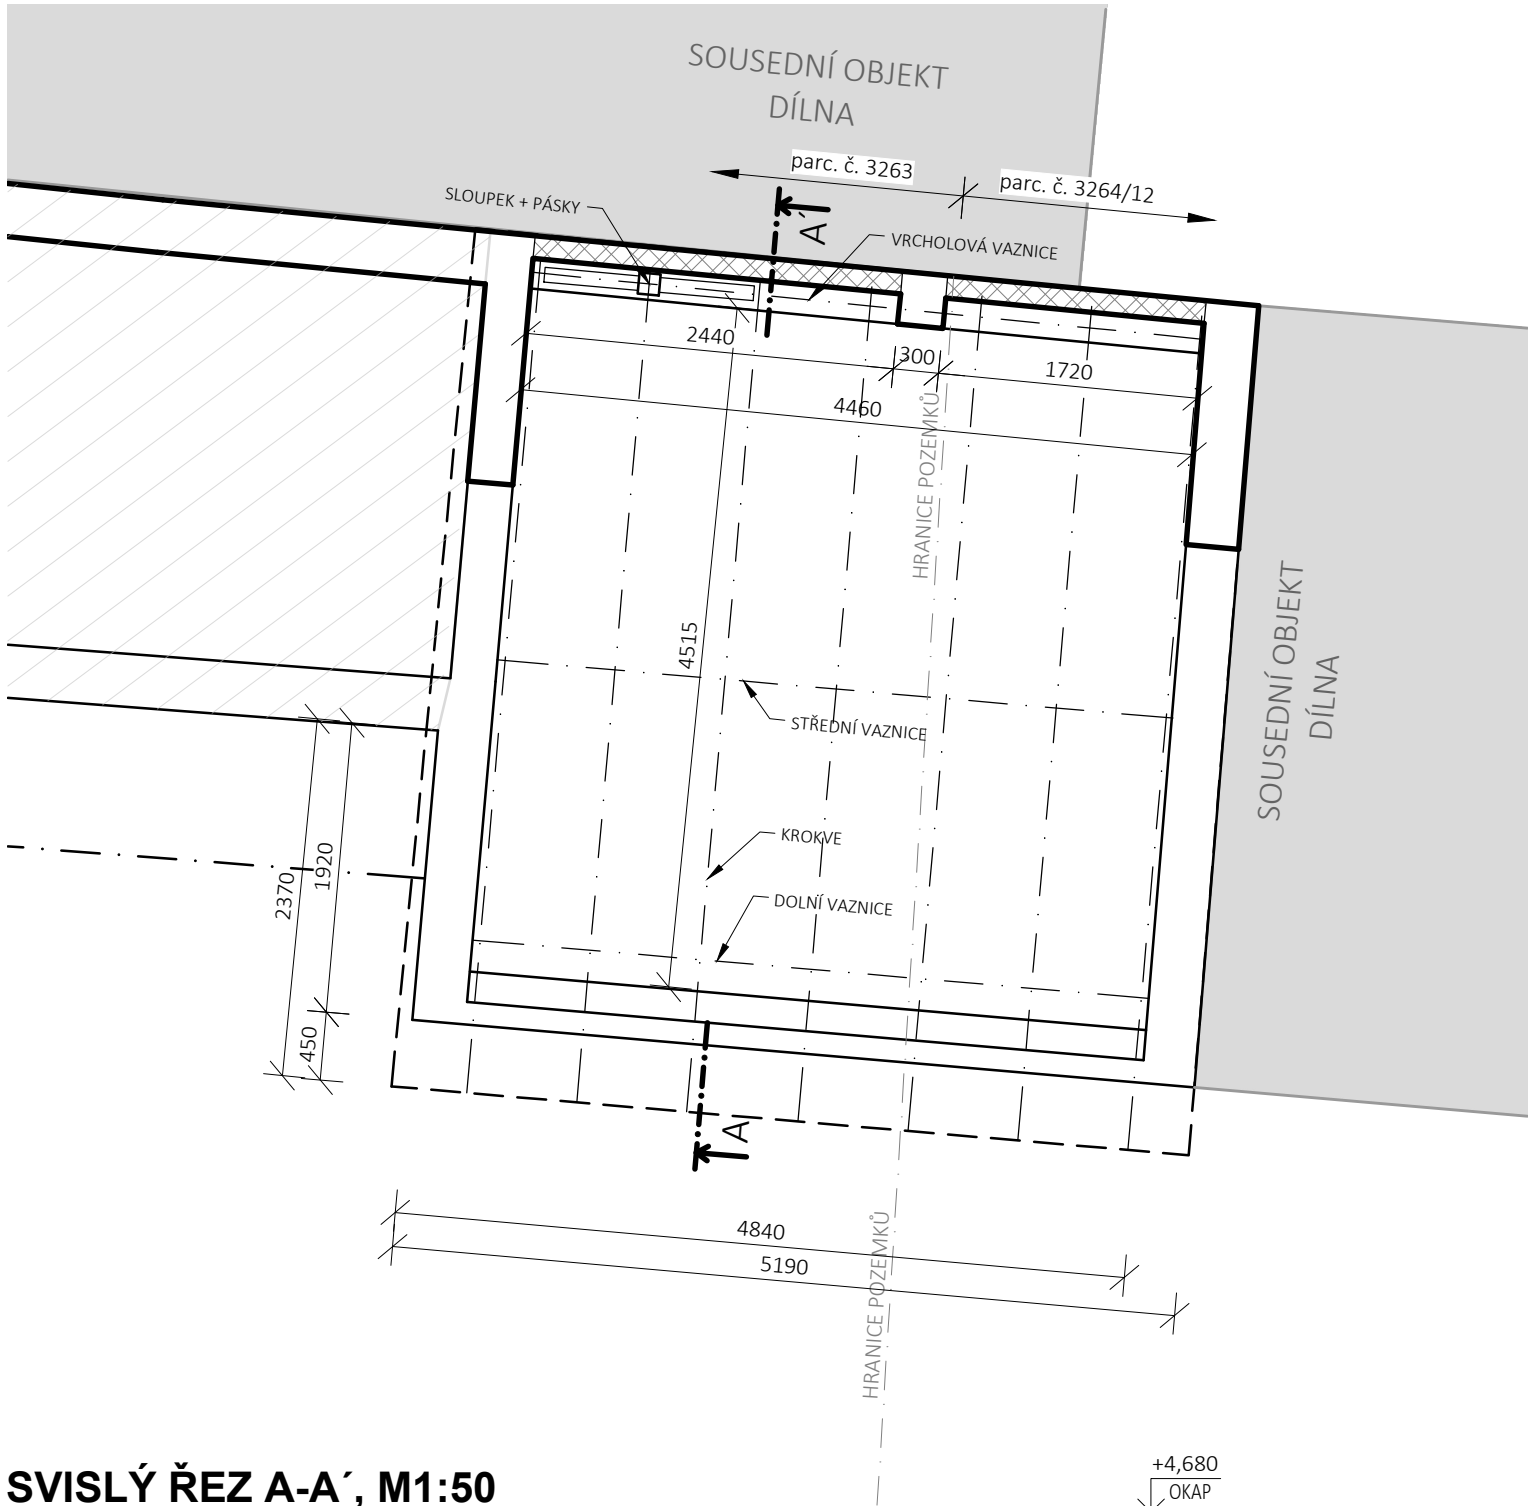 SOUSEDNÍ OBJEKT
DÍLNA
parc. č. 3263
parc. č. 3264/12
SLOUPEK + PÁSKY
A´
VRCHOLOVÁ VAZNICE
2440
300
1720
4460
HRANICE POZEMKŮ
4515
SOUSEDNÍ OBJEKT
DÍLNA
STŘEDNÍ VAZNICE
KROKVE
DOLNÍ VAZNICE
1920
2370
450
A
4840
5190
HRANICE POZEMKŮ
SVISLÝ ŘEZ A-A´, M1:50
+4,680
OKAP